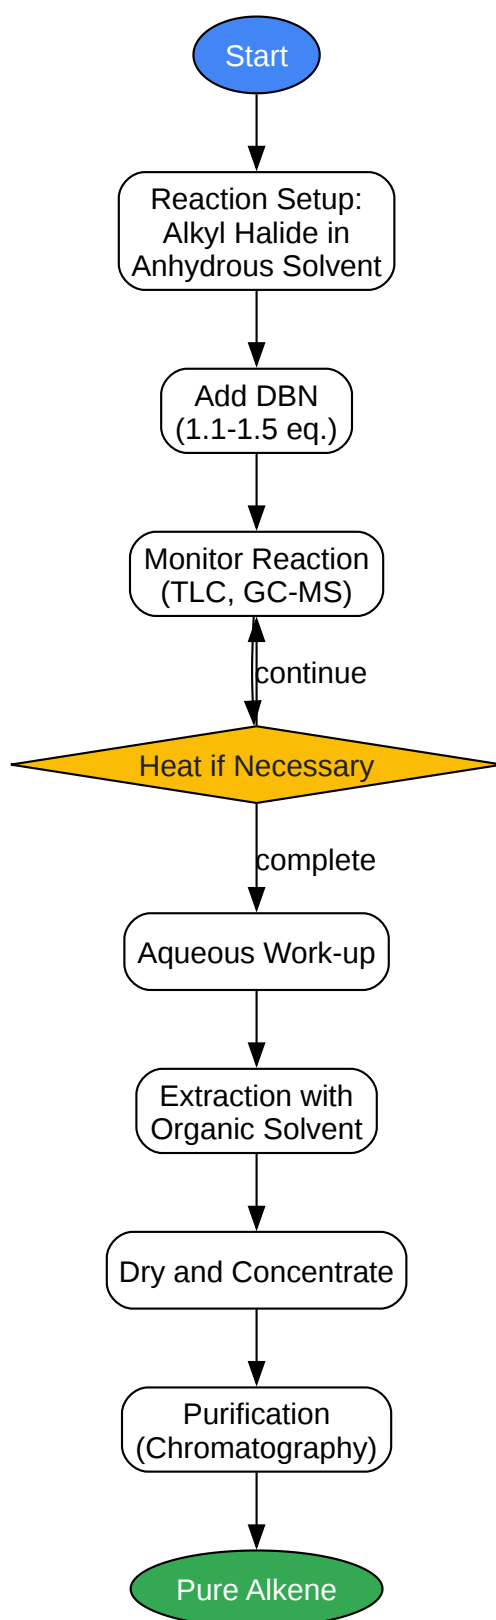 Start
Reaction Setup:
Alkyl Halide in
Anhydrous Solvent
Add DBN
(1.1-1.5 eq.)
Monitor Reaction
(TLC, GC-MS)
continue
Heat if Necessary
complete
Aqueous Work-up
Extraction with
Organic Solvent
Dry and Concentrate
Purification
(Chromatography)
Pure Alkene